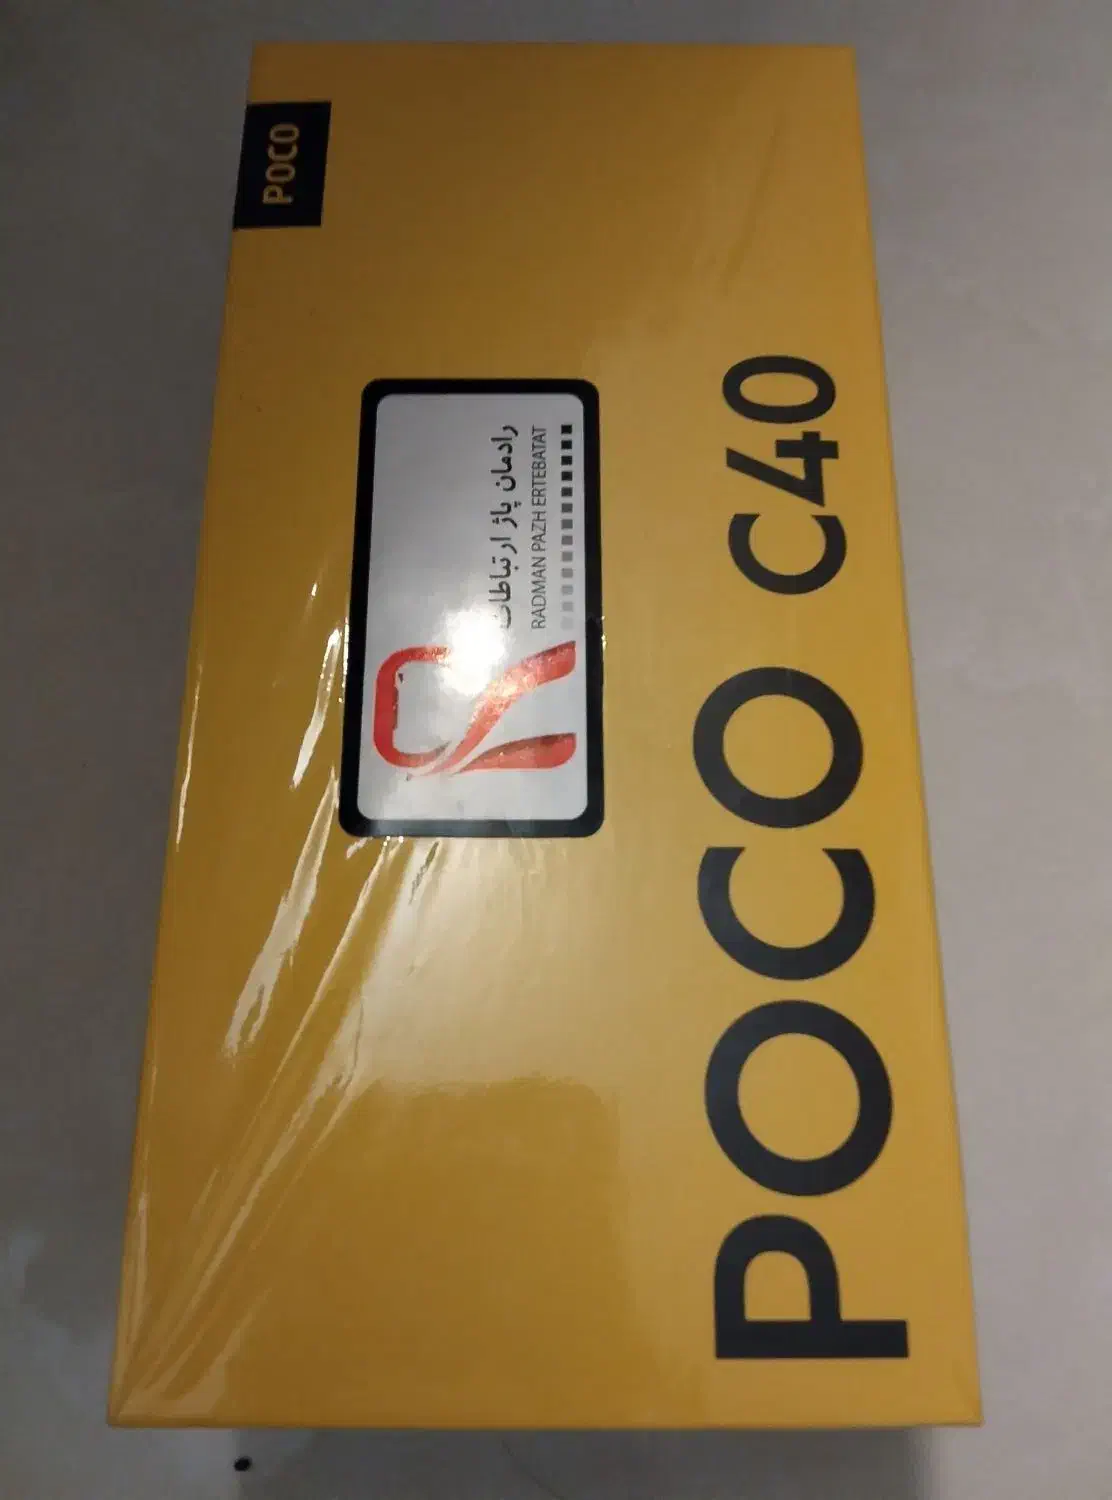 POCO
رادمان پاژ ارتباطات
RADMAN PAZH ERTEBATAT
POCO C40